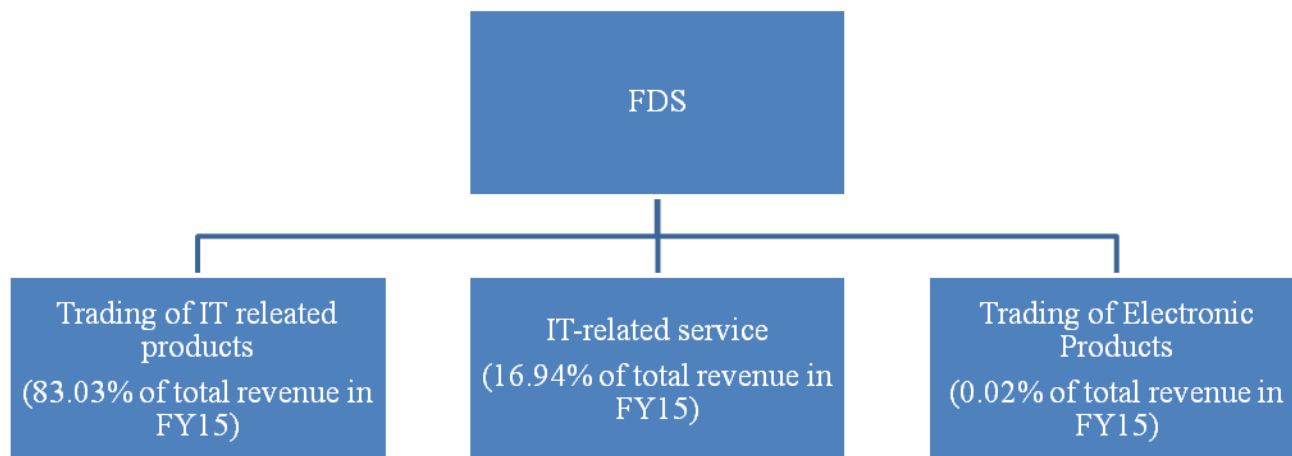 FDS
Trading of IT releated
products
(83.03% of total revenue in
FY15)
IT-related service
(16.94% of total revenue in
FY15)
Trading of Electronic
Products
(0.02% of total revenue in
FY15)